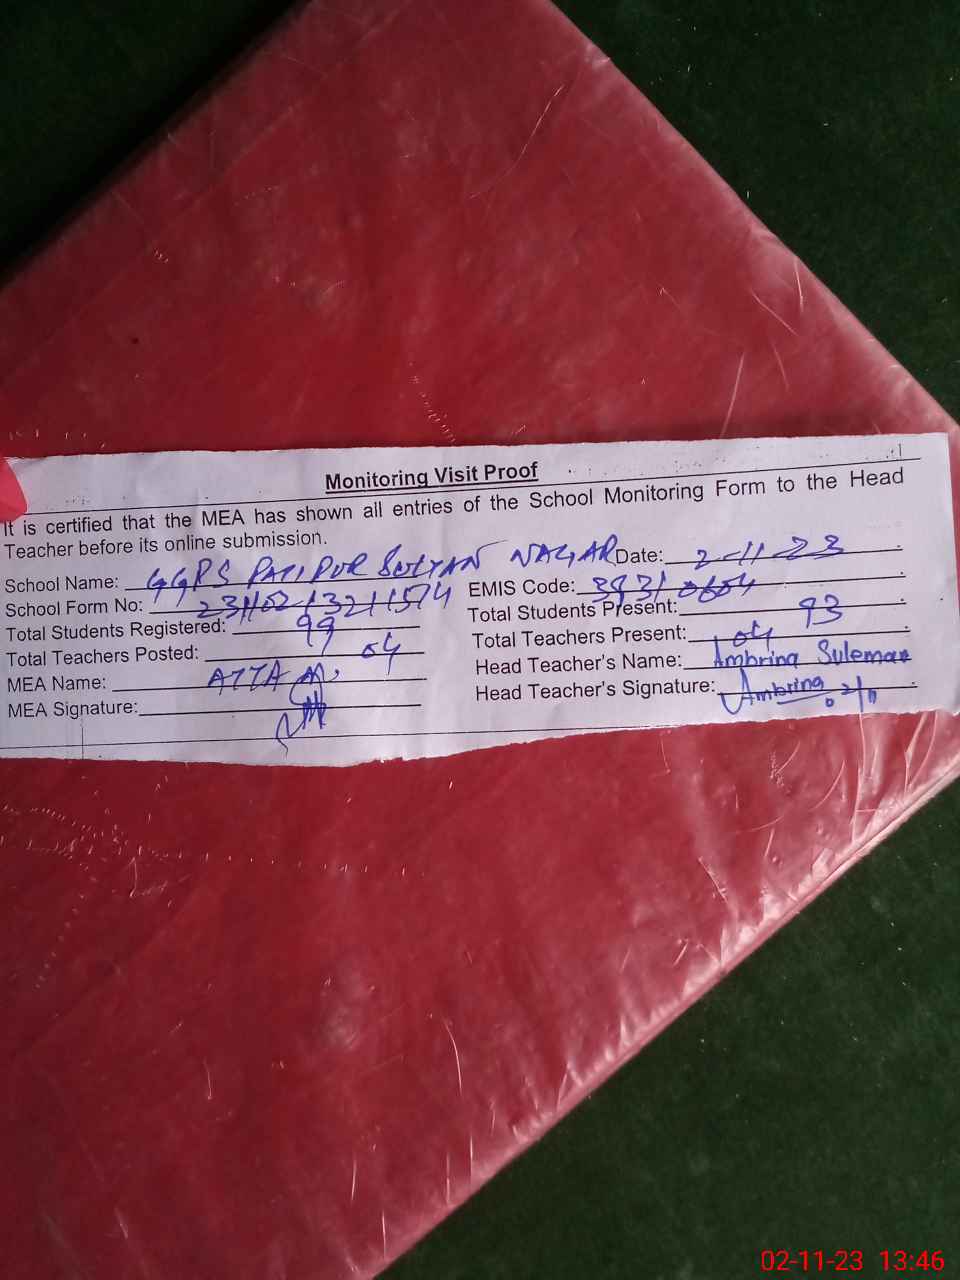 Monitoring Visit Proof
It is certified that the MEA has shown all entries of the School Monitoring Form to the Head
Teacher before its online submission.
School Name: GGPS PATIPUR SULTAN NAGAR Date: 2-11-23
School Form No: 231102132111574 EMIS Code: 39310604
Total Students Registered: 99 Total Students Present: 93
Total Teachers Posted: 04 Total Teachers Present: 04
MEA Name: ATTA M. Head Teacher's Name: Ambrina Suleman
MEA Signature: Head Teacher's Signature: Ambrina
02/11
02-11-23 13:46